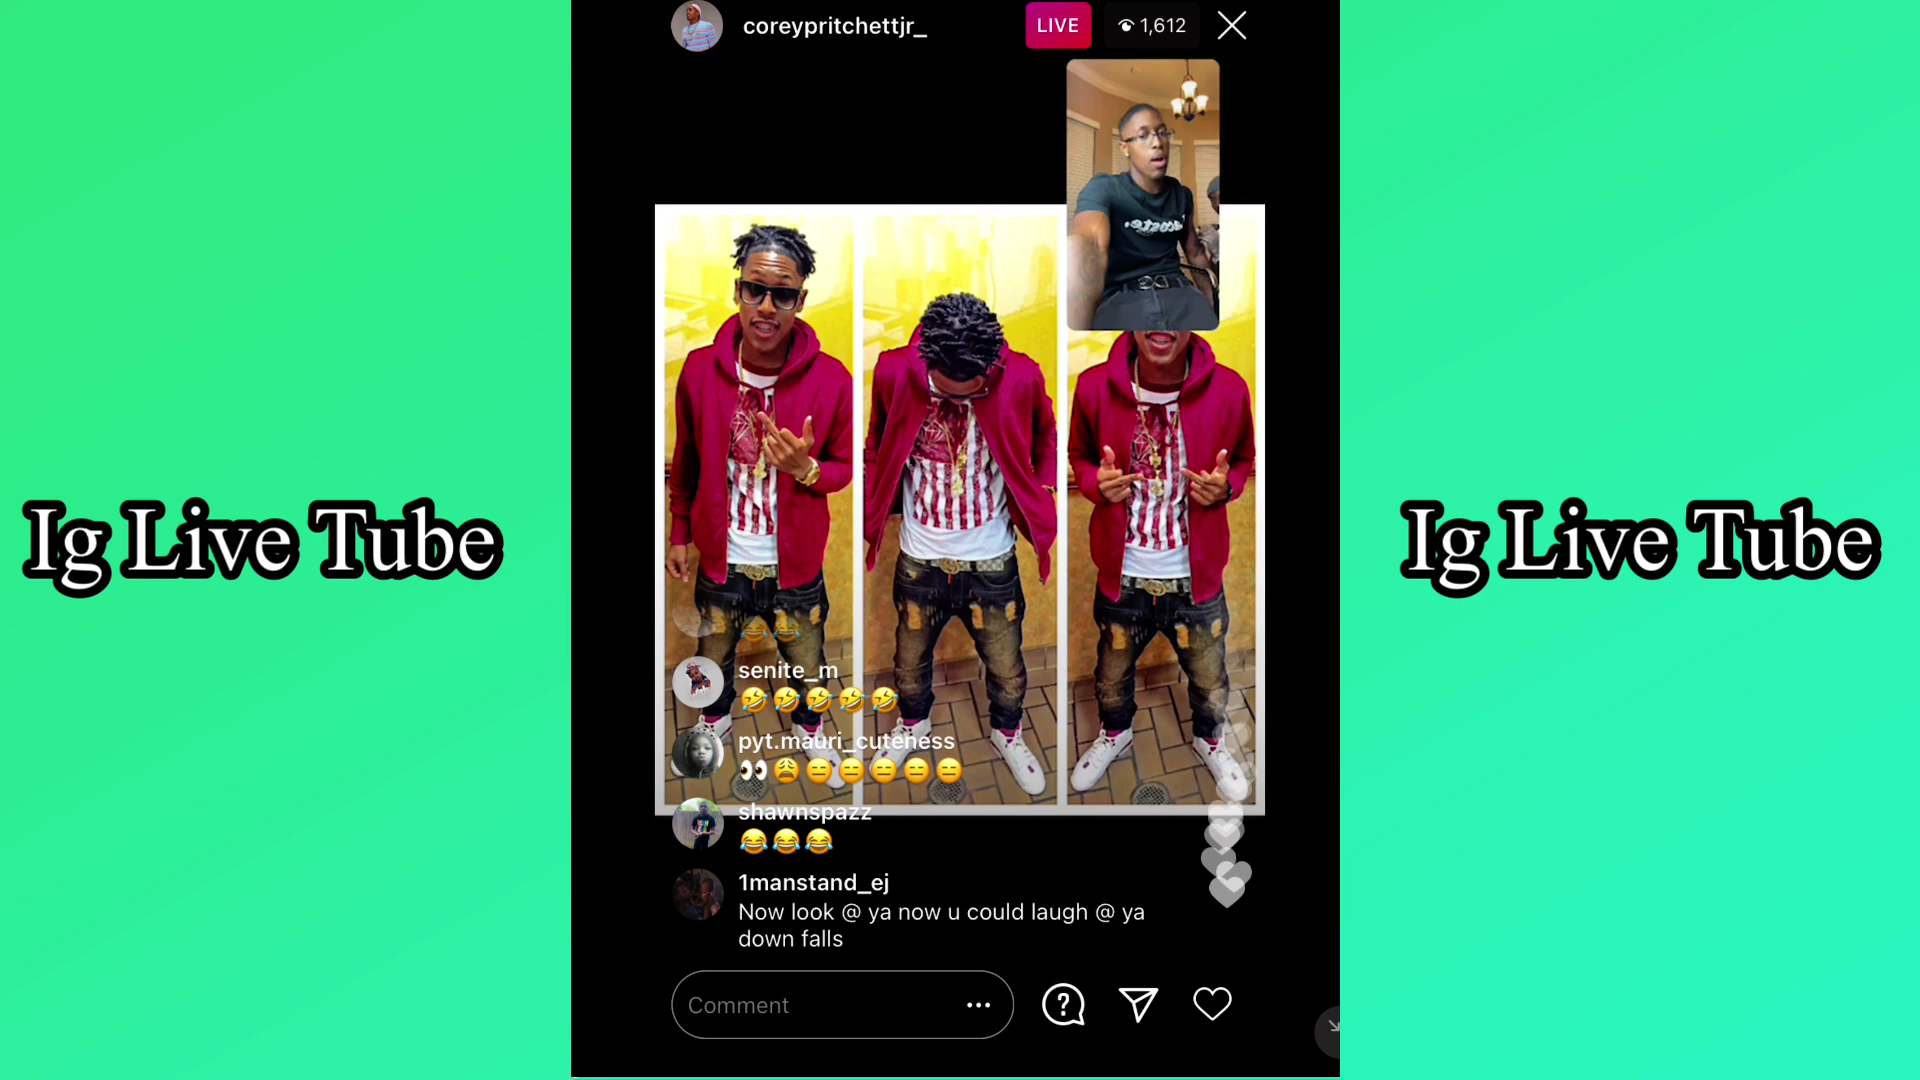 coreypritchettjr_
LIVE
1,612
Ig Live Tube
Ig Live Tube
😂😂
senite_m
🤣🤣🤣🤣🤣
pyt.mauri_cuteness
👀😩😑😑😑😑😑
shawnspazz
😂😂😂
1manstand_ej
Now look @ ya now u could laugh @ ya
down falls
Comment